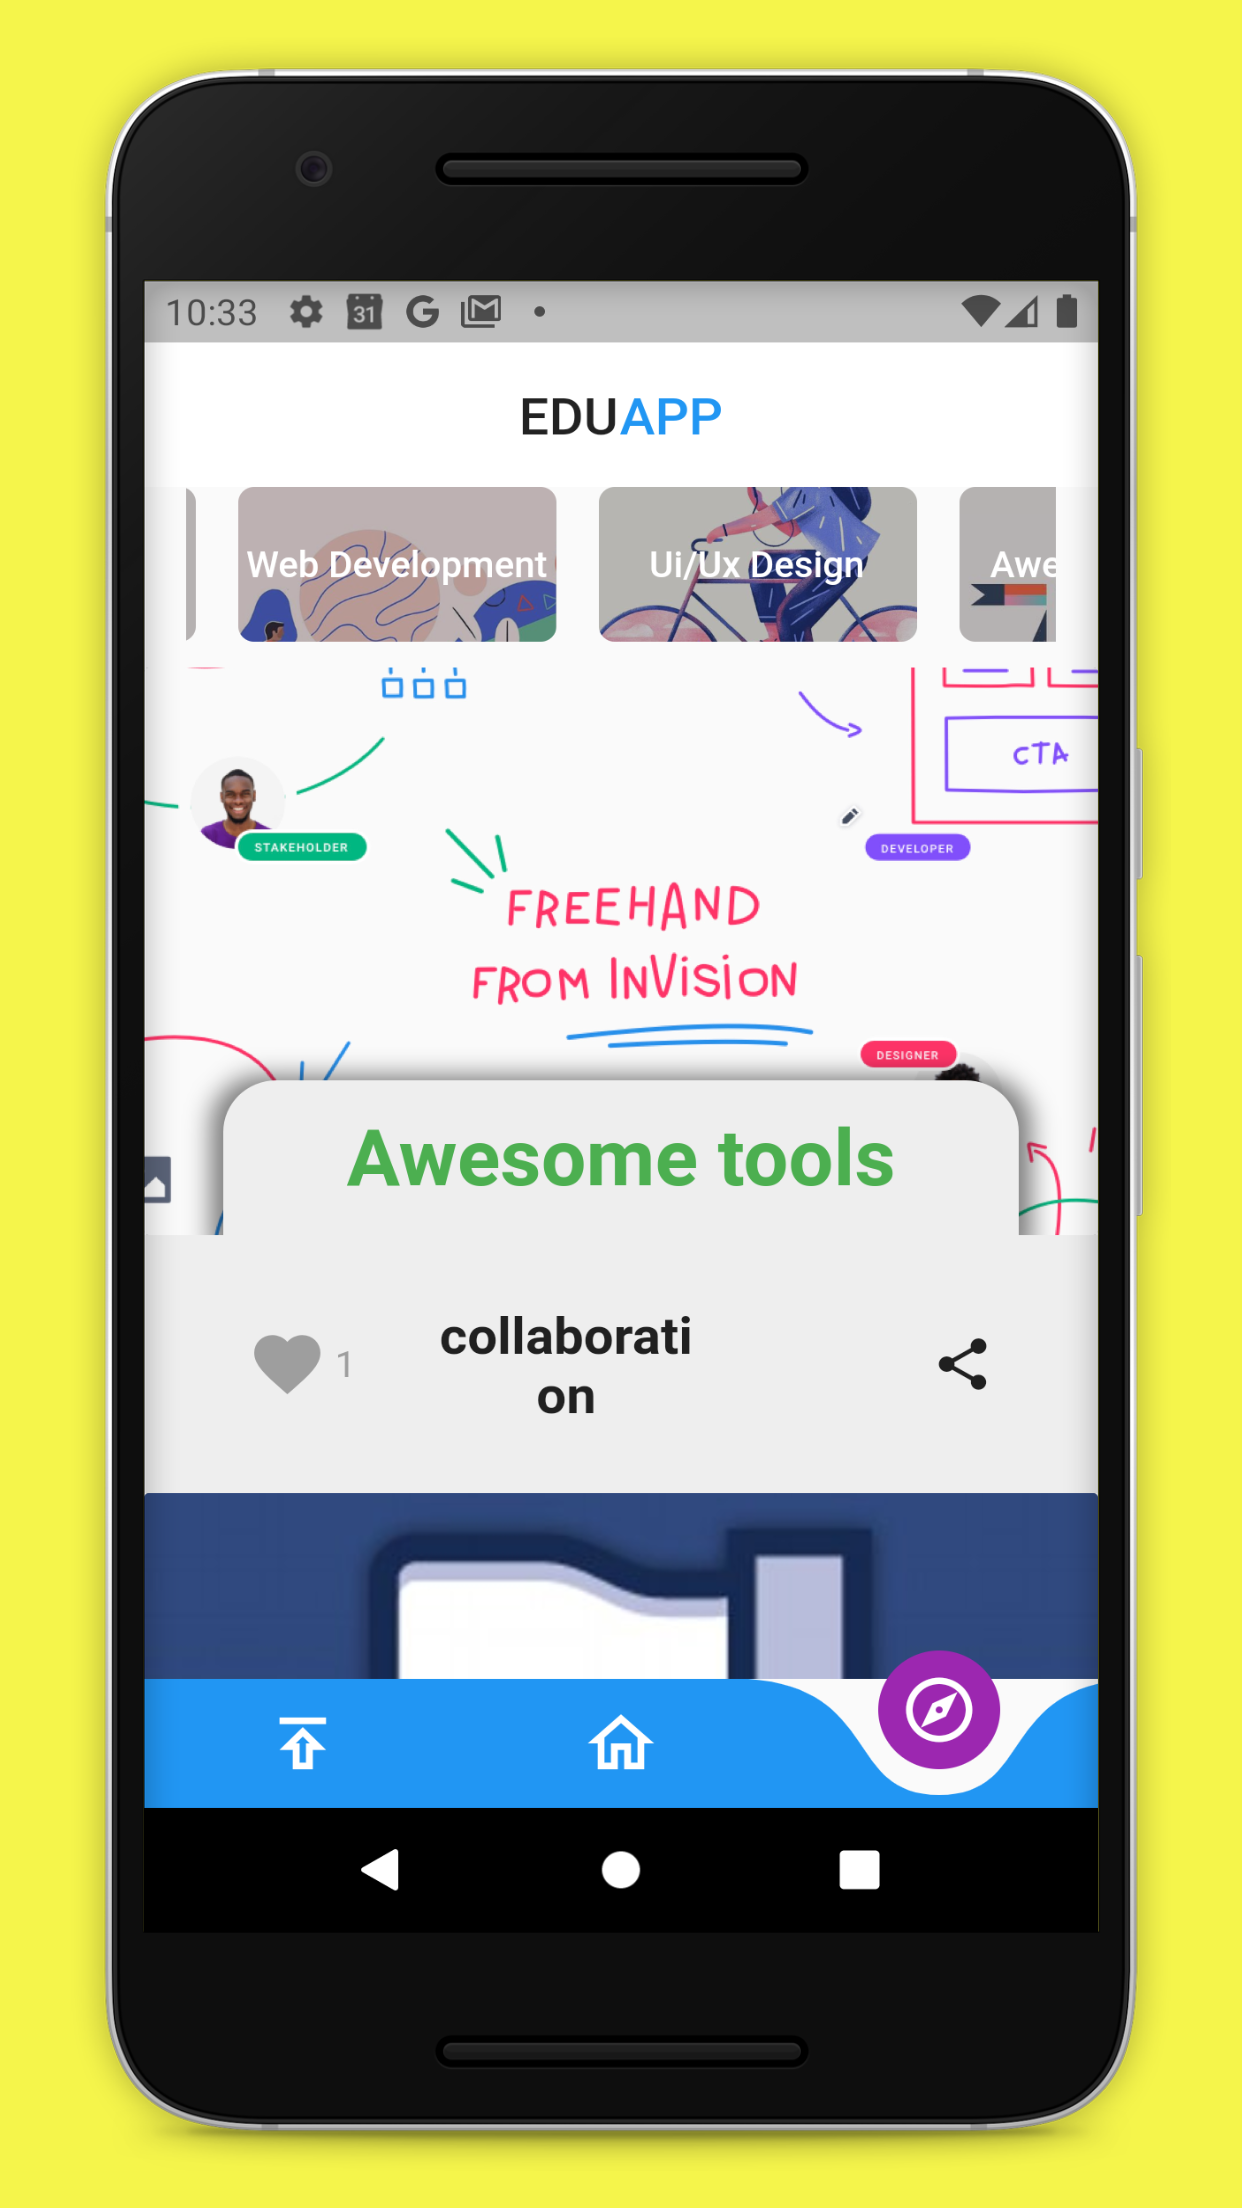 10:33
31
EDUAPP
Web Development
Ui/Ux Design
Awe
CTA
STAKEHOLDER
DEVELOPER
FREEHAND
FROM INVISION
DESIGNER
Awesome tools
1
collaborati
on